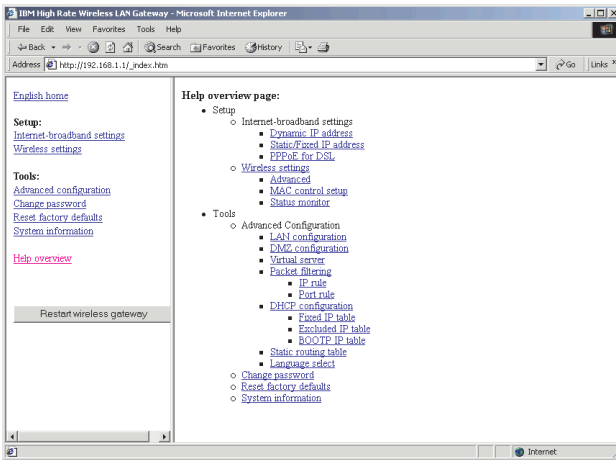 IBM High Rate Wireless LAN Gateway - Microsoft Internet Explorer
File Edit View Favorites Tools Help
Back Search Favorites History
Address http://192.168.1.1/_index.htm Go Links »
English home
Setup:
Internet-broadband settings
Wireless settings
Tools:
Advanced configuration
Change password
Reset factory defaults
System information
Help overview
Restart wireless gateway
Help overview page:
Setup
Internet-broadband settings
Dynamic IP address
Static/Fixed IP address
PPPoE for DSL
Wireless settings
Advanced
MAC control setup
Status monitor
Tools
Advanced Configuration
LAN configuration
DMZ configuration
Virtual server
Packet filtering
IP rule
Port rule
DHCP configuration
Fixed IP table
Excluded IP table
BOOTP IP table
Static routing table
Language select
Change password
Reset factory defaults
System information
Internet